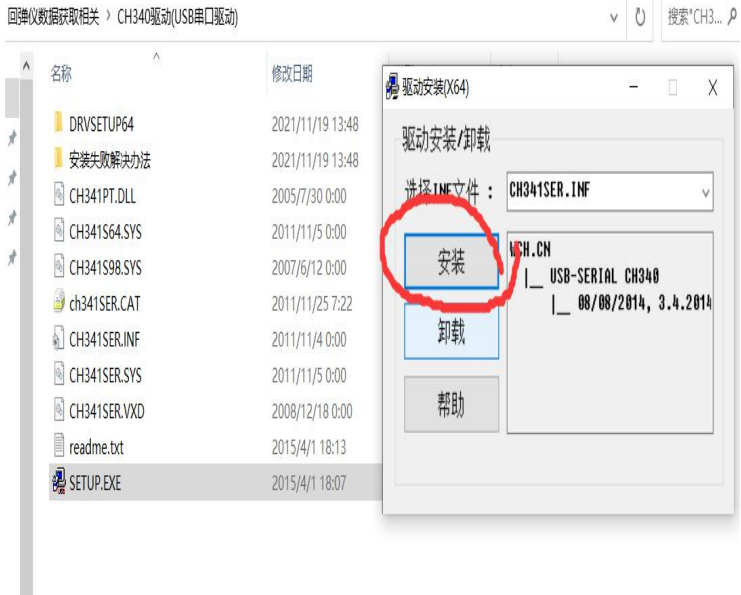 回弹仪数据获取相关 › CH340驱动(USB串口驱动)
搜索"CH3...
名称 修改日期
DRVSETUP64 2021/11/19 13:48
安装失败解决办法 2021/11/19 13:48
CH341PT.DLL 2005/7/30 0:00
CH341S64.SYS 2011/11/5 0:00
CH341S98.SYS 2007/6/12 0:00
ch341SER.CAT 2011/11/25 7:22
CH341SER.INF 2011/11/4 0:00
CH341SER.SYS 2011/11/5 0:00
CH341SER.VXD 2008/12/18 0:00
readme.txt 2015/4/1 18:13
SETUP.EXE 2015/4/1 18:07
驱动安装(X64)
驱动安装/卸载
选择INF文件 : CH341SER.INF
安装
卸载
帮助
WCH.CN
|__ USB-SERIAL CH340
|__ 08/08/2014, 3.4.2014